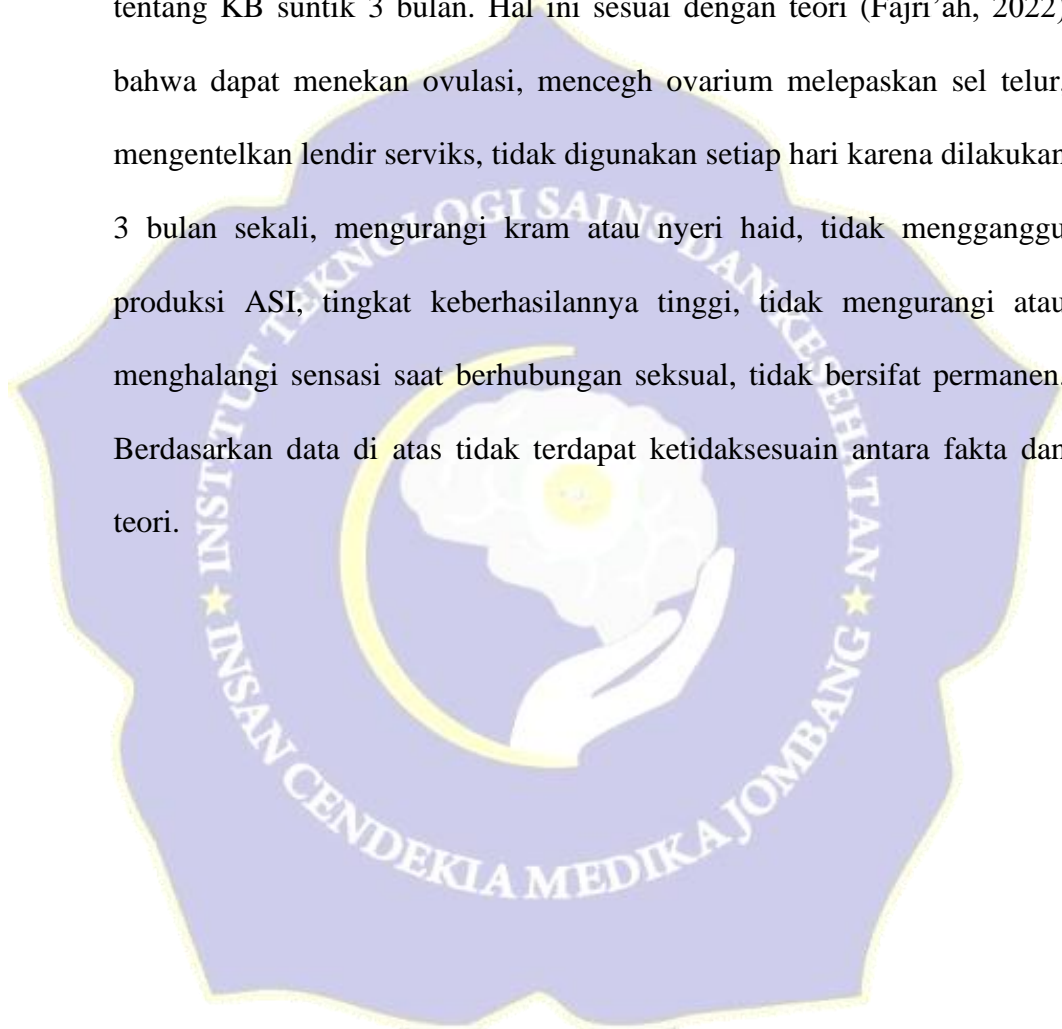 tentang KB suntik 3 bulan. Hal ini sesuai dengan teori (Fajri’ah, 2022)
bahwa dapat menekan ovulasi, mencegh ovarium melepaskan sel telur,
mengentelkan lendir serviks, tidak digunakan setiap hari karena dilakukan
3 bulan sekali, mengurangi kram atau nyeri haid, tidak mengganggu
produksi ASI, tingkat keberhasilannya tinggi, tidak mengurangi atau
menghalangi sensasi saat berhubungan seksual, tidak bersifat permanen.
Berdasarkan data di atas tidak terdapat ketidaksesuain antara fakta dan
teori.
INSTITUT TEKNOLOGI SAINS DAN KESEHATAN
INSAN CENDEKIA MEDIKA JOMBANG